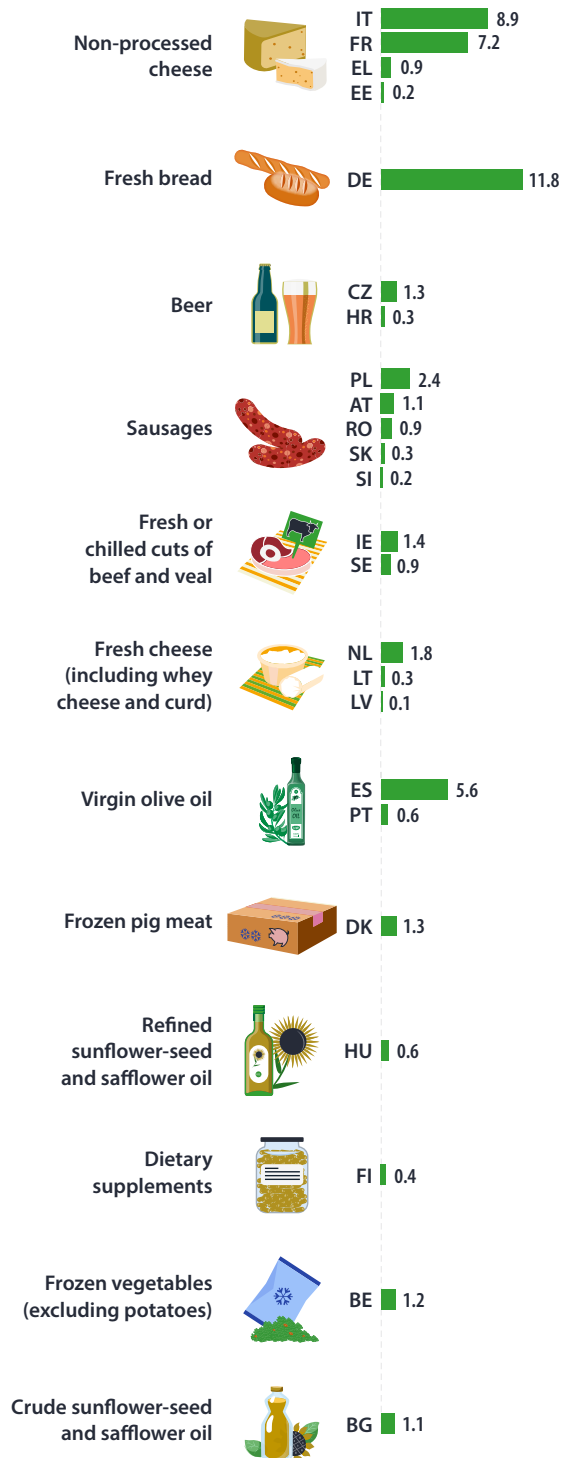 Non-processed
cheese
IT 8.9
FR 7.2
EL 0.9
EE 0.2
Fresh bread
DE 11.8
Beer
CZ 1.3
HR 0.3
Sausages
PL 2.4
AT 1.1
RO 0.9
SK 0.3
SI 0.2
Fresh or
chilled cuts of
beef and veal
IE 1.4
SE 0.9
Fresh cheese
(including whey
cheese and curd)
NL 1.8
LT 0.3
LV 0.1
Virgin olive oil
OIL
ES 5.6
PT 0.6
Frozen pig meat
DK 1.3
Refined
sunflower-seed
and safflower oil
HU 0.6
Dietary
supplements
FI 0.4
Frozen vegetables
(excluding potatoes)
BE 1.2
Crude sunflower-seed
and safflower oil
BG 1.1